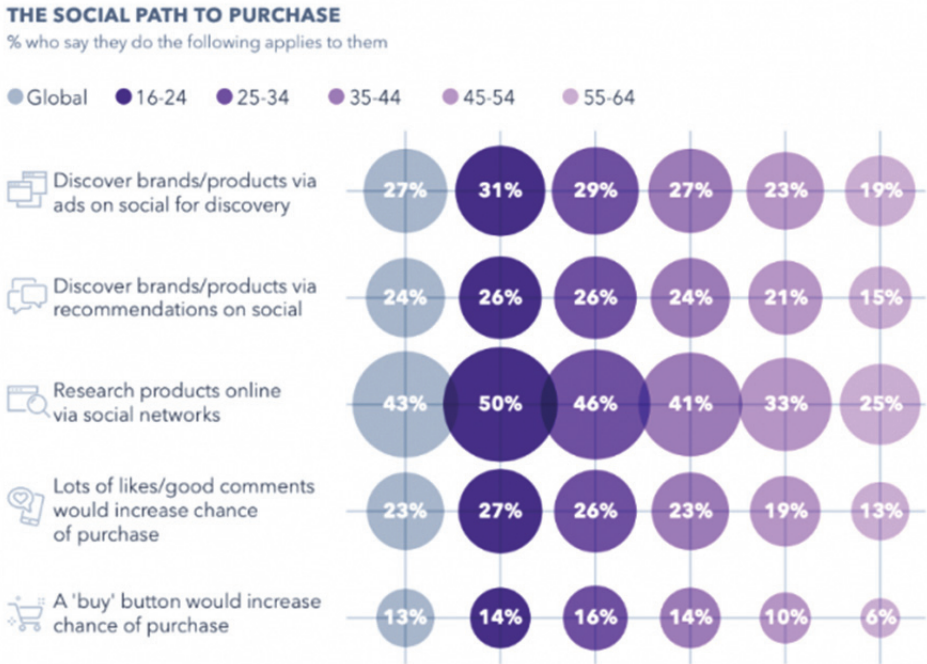 THE SOCIAL PATH TO PURCHASE
% who say they do the following applies to them
Global 16-24 25-34 35-44 45-54 55-64
Discover brands/products via
ads on social for discovery
27% 31% 29% 27% 23% 19%
Discover brands/products via
recommendations on social
24% 26% 26% 24% 21% 15%
Research products online
via social networks
43% 50% 46% 41% 33% 25%
Lots of likes/good comments
would increase chance
of purchase
23% 27% 26% 23% 19% 13%
A 'buy' button would increase
chance of purchase
13% 14% 16% 14% 10% 6%